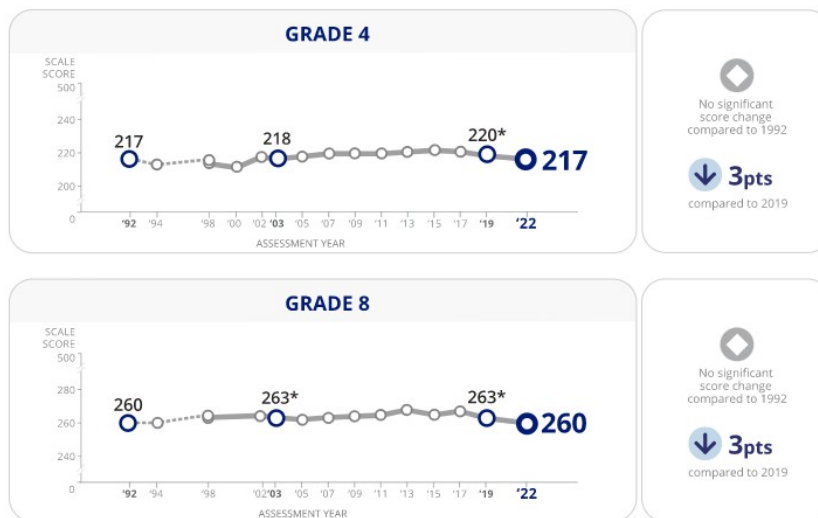 GRADE 4
SCALE
SCORE
500
240
220
200
0
217
218
220*
217
'92 '94 '98 '00 '02 '03 '05 '07 '09 '11 '13 '15 '17 '19 '22
ASSESSMENT YEAR
No significant
score change
compared to 1992
3pts
compared to 2019
GRADE 8
SCALE
SCORE
500
280
260
240
0
260
263*
263*
260
'92 '94 '98 '02 '03 '05 '07 '09 '11 '13 '15 '17 '19 '22
ASSESSMENT YEAR
No significant
score change
compared to 1992
3pts
compared to 2019